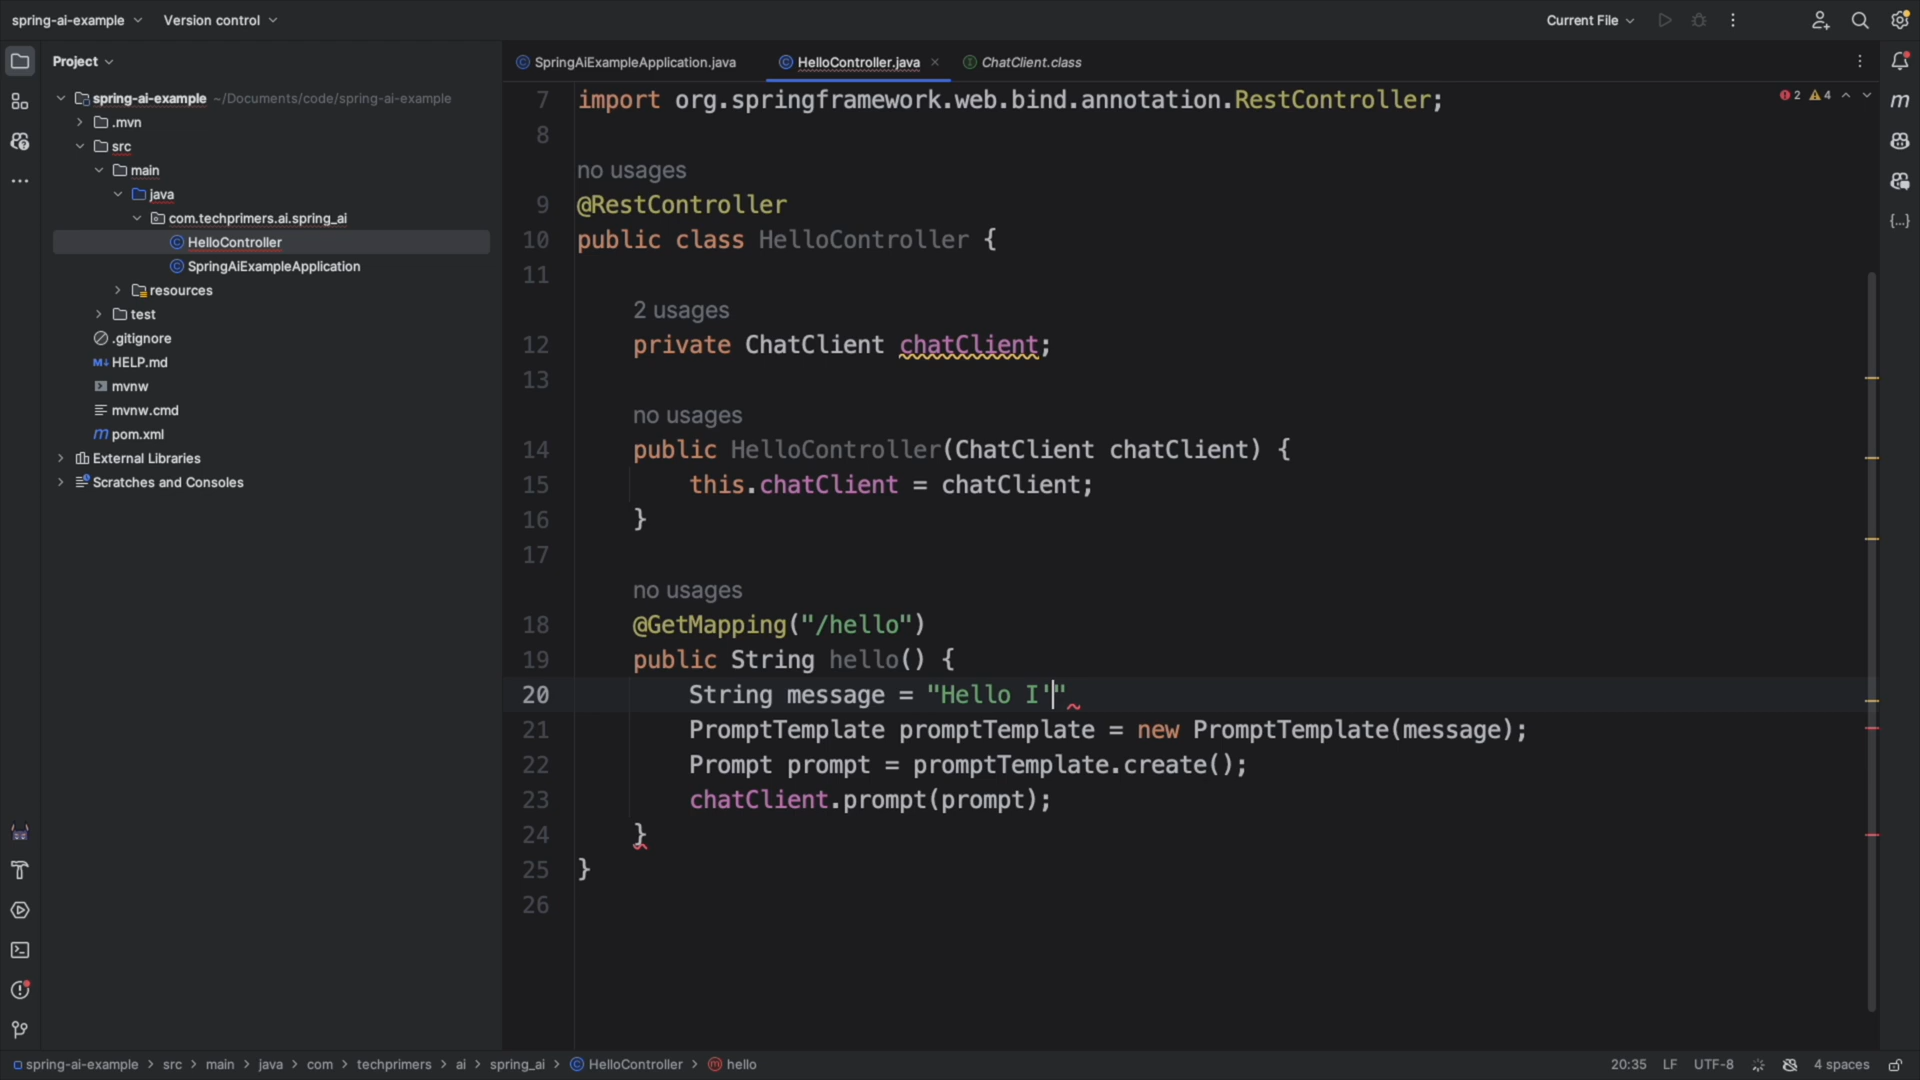 spring-ai-example
Version control
Current File
Project
SpringAiExampleApplication.java
HelloController.java
ChatClient.class
spring-ai-example ~/Documents/code/spring-ai-example
.mvn
src
main
java
com.techprimers.ai.spring_ai
HelloController
SpringAiExampleApplication
resources
test
.gitignore
M↓ HELP.md
mvnw
mvnw.cmd
m pom.xml
External Libraries
Scratches and Consoles
2 4
7 import org.springframework.web.bind.annotation.RestController;
8
no usages
9 @RestController
10 public class HelloController {
11
2 usages
12 private ChatClient chatClient;
13
no usages
14 public HelloController(ChatClient chatClient) {
15 this.chatClient = chatClient;
16 }
17
no usages
18 @GetMapping("/hello")
19 public String hello() {
20 String message = "Hello I'"
21 PromptTemplate promptTemplate = new PromptTemplate(message);
22 Prompt prompt = promptTemplate.create();
23 chatClient.prompt(prompt);
24 }
25 }
26
spring-ai-example > src > main > java > com > techprimers > ai > spring_ai > HelloController > hello
20:35 LF UTF-8 4 spaces